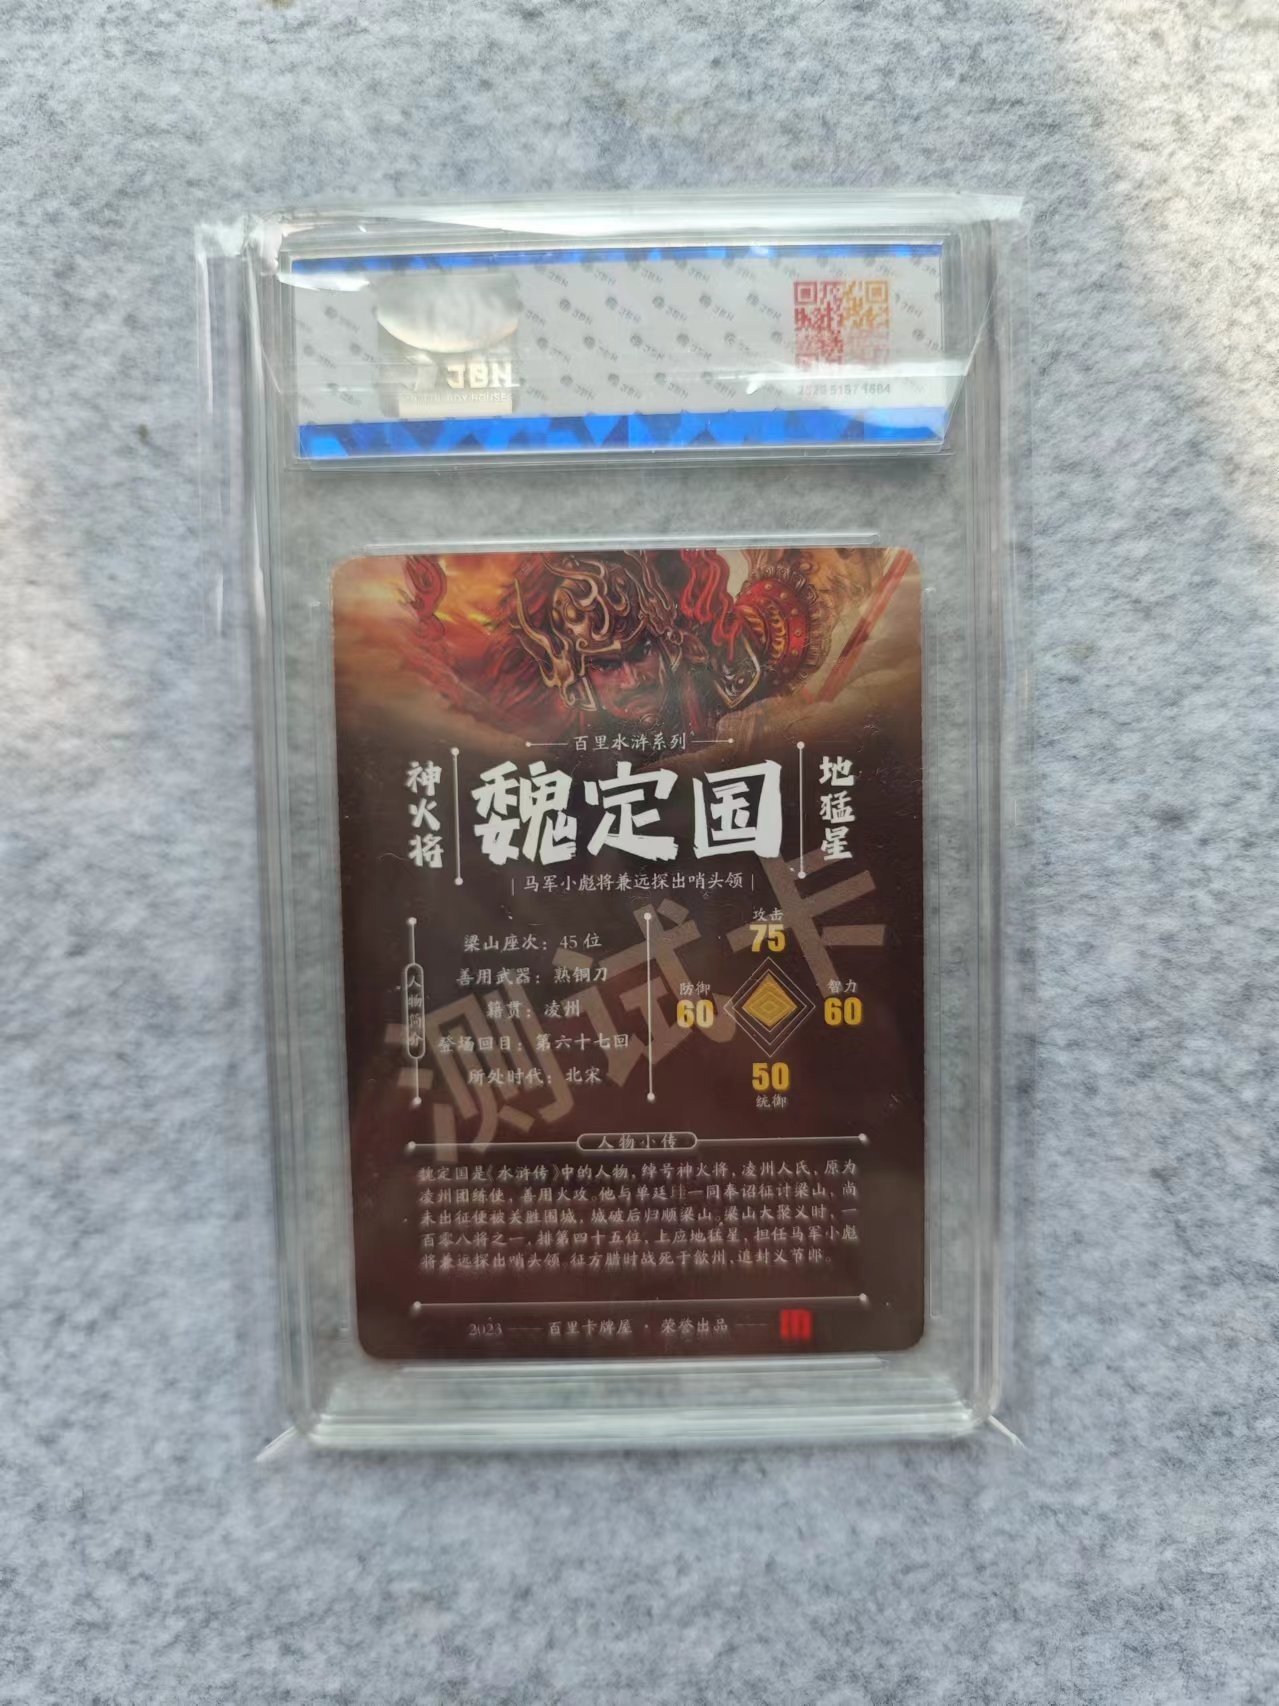 JBH
百里水浒系列
神火将
魏定国
地猛星
马军小彪将兼远探出哨头领
测试卡
人物简介
梁山座次：45 位
善用武器：熟铜刀
籍贯：凌州
登场回目：第六十七回
所处时代：北宋
攻击
75
防御
60
智力
60
50
统御
人物小传
魏定国是《水浒传》中的人物，绰号神火将，凌州人氏，原为
凌州团练使，善用火攻。他与单廷珪一同奉诏征讨梁山，尚
未出征便被关胜围城，城破后归顺梁山。梁山大聚义时，一
百零八将之一，排第四十五位，上应地猛星，担任马军小彪
将兼远探出哨头领。征方腊时战死于歙州，追封义节郎。
2023 —— 百里卡牌屋 · 荣誉出品 ——